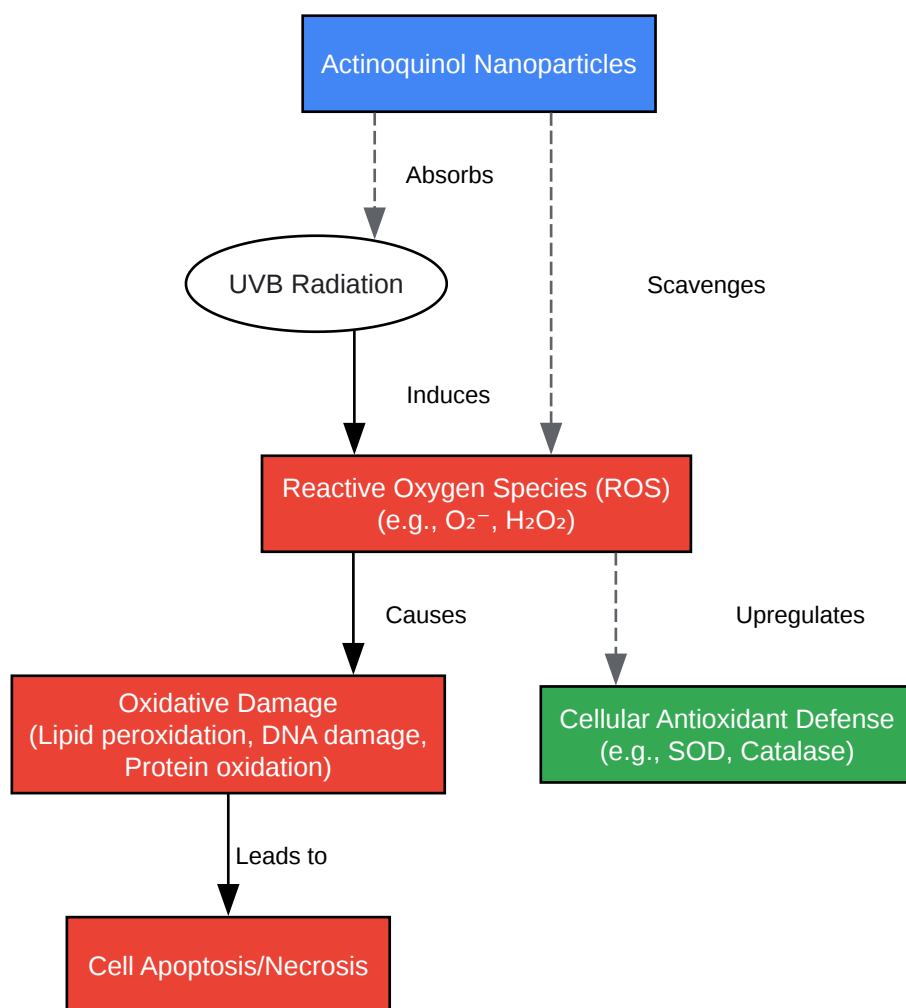 Actinoquinol Nanoparticles
Absorbs
UVB Radiation
Scavenges
Induces
Reactive Oxygen Species (ROS)
(e.g., O₂⁻, H₂O₂)
Causes
Upregulates
Oxidative Damage
(Lipid peroxidation, DNA damage,
Protein oxidation)
Cellular Antioxidant Defense
(e.g., SOD, Catalase)
Leads to
Cell Apoptosis/Necrosis